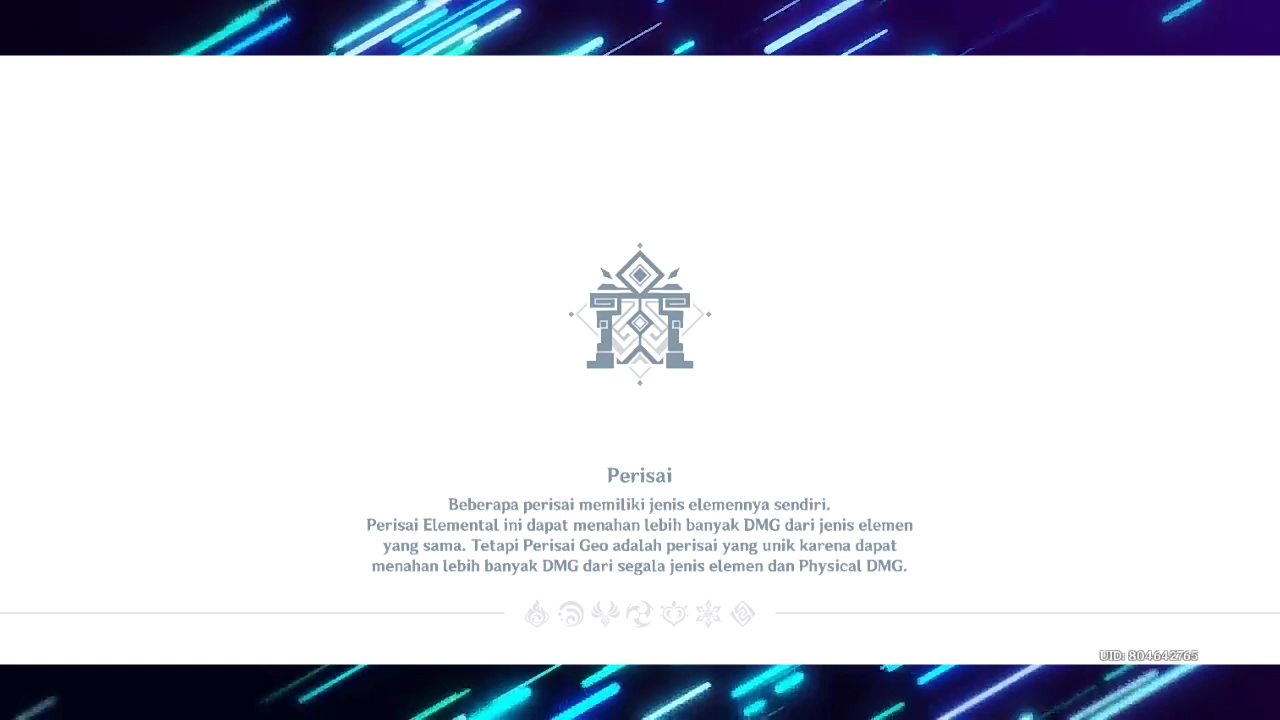 Perisai
Beberapa perisai memiliki jenis elemennya sendiri.
Perisai Elemental ini dapat menahan lebih banyak DMG dari jenis elemen
yang sama. Tetapi Perisai Geo adalah perisai yang unik karena dapat
menahan lebih banyak DMG dari segala jenis elemen dan Physical DMG.
UID: 804642765